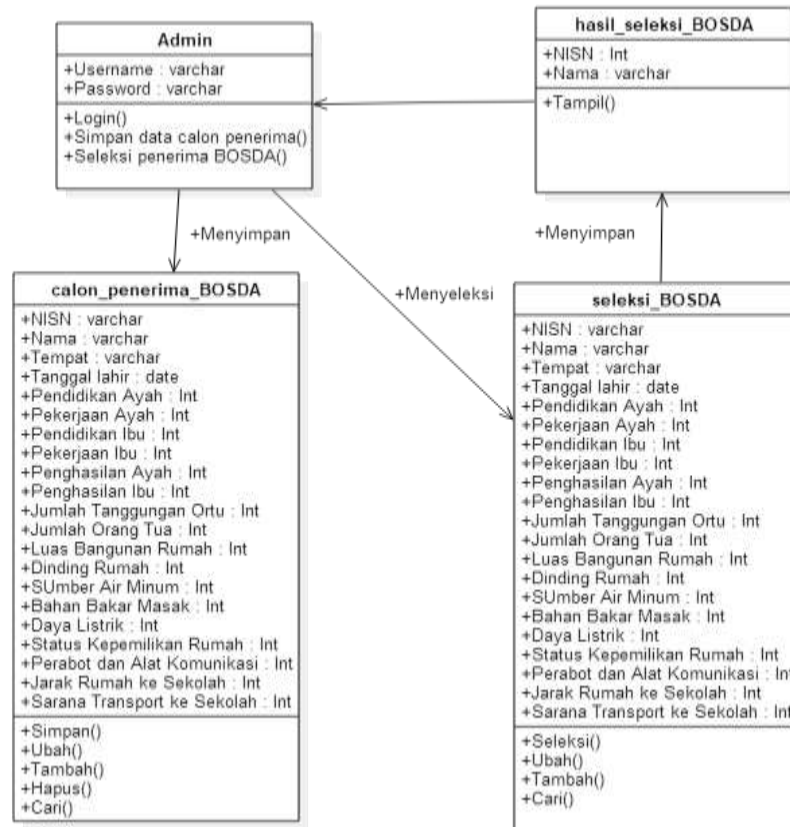 Admin
+Username : varchar
+Password : varchar
+Login()
+Simpan data calon penerima()
+Seleksi penerima BOSDA()
hasil_seleksi_BOSDA
+NISN : Int
+Nama : varchar
+Tampil()
+Menyimpan
+Menyimpan
+Menyeleksi
calon_penerima_BOSDA
+NISN : varchar
+Nama : varchar
+Tempat : varchar
+Tanggal lahir : date
+Pendidikan Ayah : Int
+Pekerjaan Ayah : Int
+Pendidikan Ibu : Int
+Pekerjaan Ibu : Int
+Penghasilan Ayah : Int
+Penghasilan Ibu : Int
+Jumlah Tanggungan Ortu : Int
+Jumlah Orang Tua : Int
+Luas Bangunan Rumah : Int
+Dinding Rumah : Int
+SUmber Air Minum : Int
+Bahan Bakar Masak : Int
+Daya Listrik : Int
+Status Kepemilikan Rumah : Int
+Perabot dan Alat Komunikasi : Int
+Jarak Rumah ke Sekolah : Int
+Sarana Transport ke Sekolah : Int
+Simpan()
+Ubah()
+Tambah()
+Hapus()
+Cari()
seleksi_BOSDA
+NISN : varchar
+Nama : varchar
+Tempat : varchar
+Tanggal lahir : date
+Pendidikan Ayah : Int
+Pekerjaan Ayah : Int
+Pendidikan Ibu : Int
+Pekerjaan Ibu : Int
+Penghasilan Ayah : Int
+Penghasilan Ibu : Int
+Jumlah Tanggungan Ortu : Int
+Jumlah Orang Tua : Int
+Luas Bangunan Rumah : Int
+Dinding Rumah : Int
+SUmber Air Minum : Int
+Bahan Bakar Masak : Int
+Daya Listrik : Int
+Status Kepemilikan Rumah : Int
+Perabot dan Alat Komunikasi : Int
+Jarak Rumah ke Sekolah : Int
+Sarana Transport ke Sekolah : Int
+Seleksi()
+Ubah()
+Tambah()
+Cari()